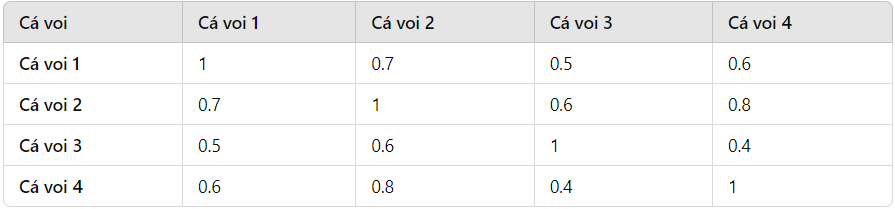 Cá voi Cá voi 1 Cá voi 2 Cá voi 3 Cá voi 4
Cá voi 1 1 0.7 0.5 0.6
Cá voi 2 0.7 1 0.6 0.8
Cá voi 3 0.5 0.6 1 0.4
Cá voi 4 0.6 0.8 0.4 1